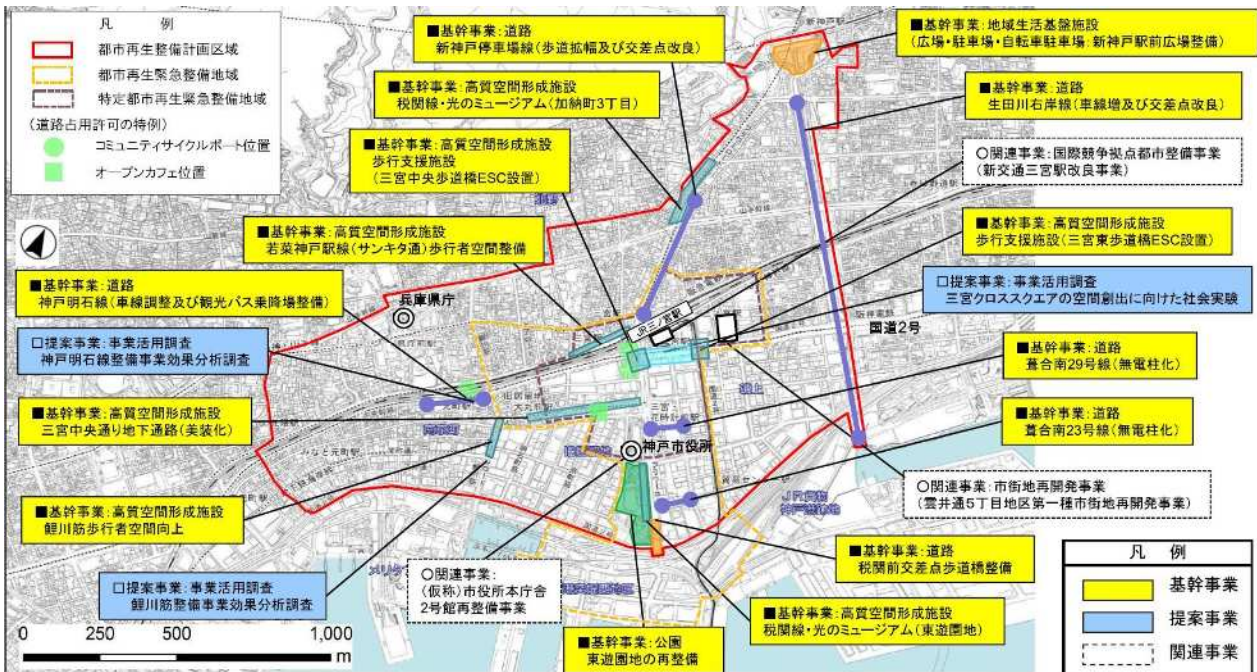 凡 例
都市再生整備計画区域
都市再生緊急整備地域
特定都市再生緊急整備地域
(道路占用許可の特例)
コミュニティサイクルポート位置
オープンカフェ位置
■基幹事業:道路
新神戸停車場線(歩道拡幅及び交差点改良)
■基幹事業:地域生活基盤施設
(広場・駐車場・自転車駐車場:新神戸駅前広場整備)
■基幹事業:高質空間形成施設
税関線・光のミュージアム(加納町3丁目)
■基幹事業:道路
生田川右岸線(車線増及び交差点改良)
■基幹事業:高質空間形成施設
歩行支援施設
(三宮中央歩道橋ESC設置)
○関連事業:国際競争拠点都市整備事業
(新交通三宮駅改良事業)
■基幹事業:高質空間形成施設
若菜神戸駅線(サンキタ通)歩行者空間整備
■基幹事業:高質空間形成施設
歩行支援施設(三宮東歩道橋ESC設置)
■基幹事業:道路
神戸明石線(車線調整及び観光バス乗降場整備)
兵庫県庁
□提案事業:事業活用調査
三宮クロススクエアの空間創出に向けた社会実験
JR三ノ宮駅
国道2号
□提案事業:事業活用調査
神戸明石線整備事業効果分析調査
■基幹事業:道路
葺合南29号線(無電柱化)
■基幹事業:高質空間形成施設
三宮中央通り地下通路(美装化)
■基幹事業:道路
葺合南23号線(無電柱化)
神戸市役所
○関連事業:市街地再開発事業
(雲井通5丁目地区第一種市街地再開発事業)
■基幹事業:高質空間形成施設
鯉川筋歩行者空間向上
■基幹事業:道路
税関前交差点歩道橋整備
□提案事業:事業活用調査
鯉川筋整備事業効果分析調査
○関連事業:
(仮称)市役所本庁舎
2号館再整備事業
■基幹事業:高質空間形成施設
税関線・光のミュージアム(東遊園地)
■基幹事業:公園
東遊園地の再整備
0 250 500 1,000
m
凡 例
基幹事業
提案事業
関連事業
新神戸駅
みなと元町駅